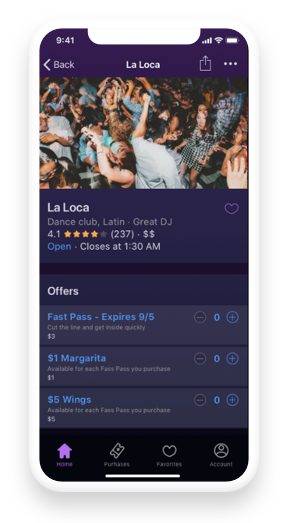 9:41
Back La Loca
La Loca
Dance club, Latin · Great DJ
4.1 (237) · $$
Open · Closes at 1:30 AM
Offers
Fast Pass - Expires 9/5 0
Cut the line and get inside quickly
$3
$1 Margarita 0
Available for each Fass Pass you purchase
$1
$5 Wings 0
Available for each Fass Pass you purchase
$5
Home Purhases Favorites Account